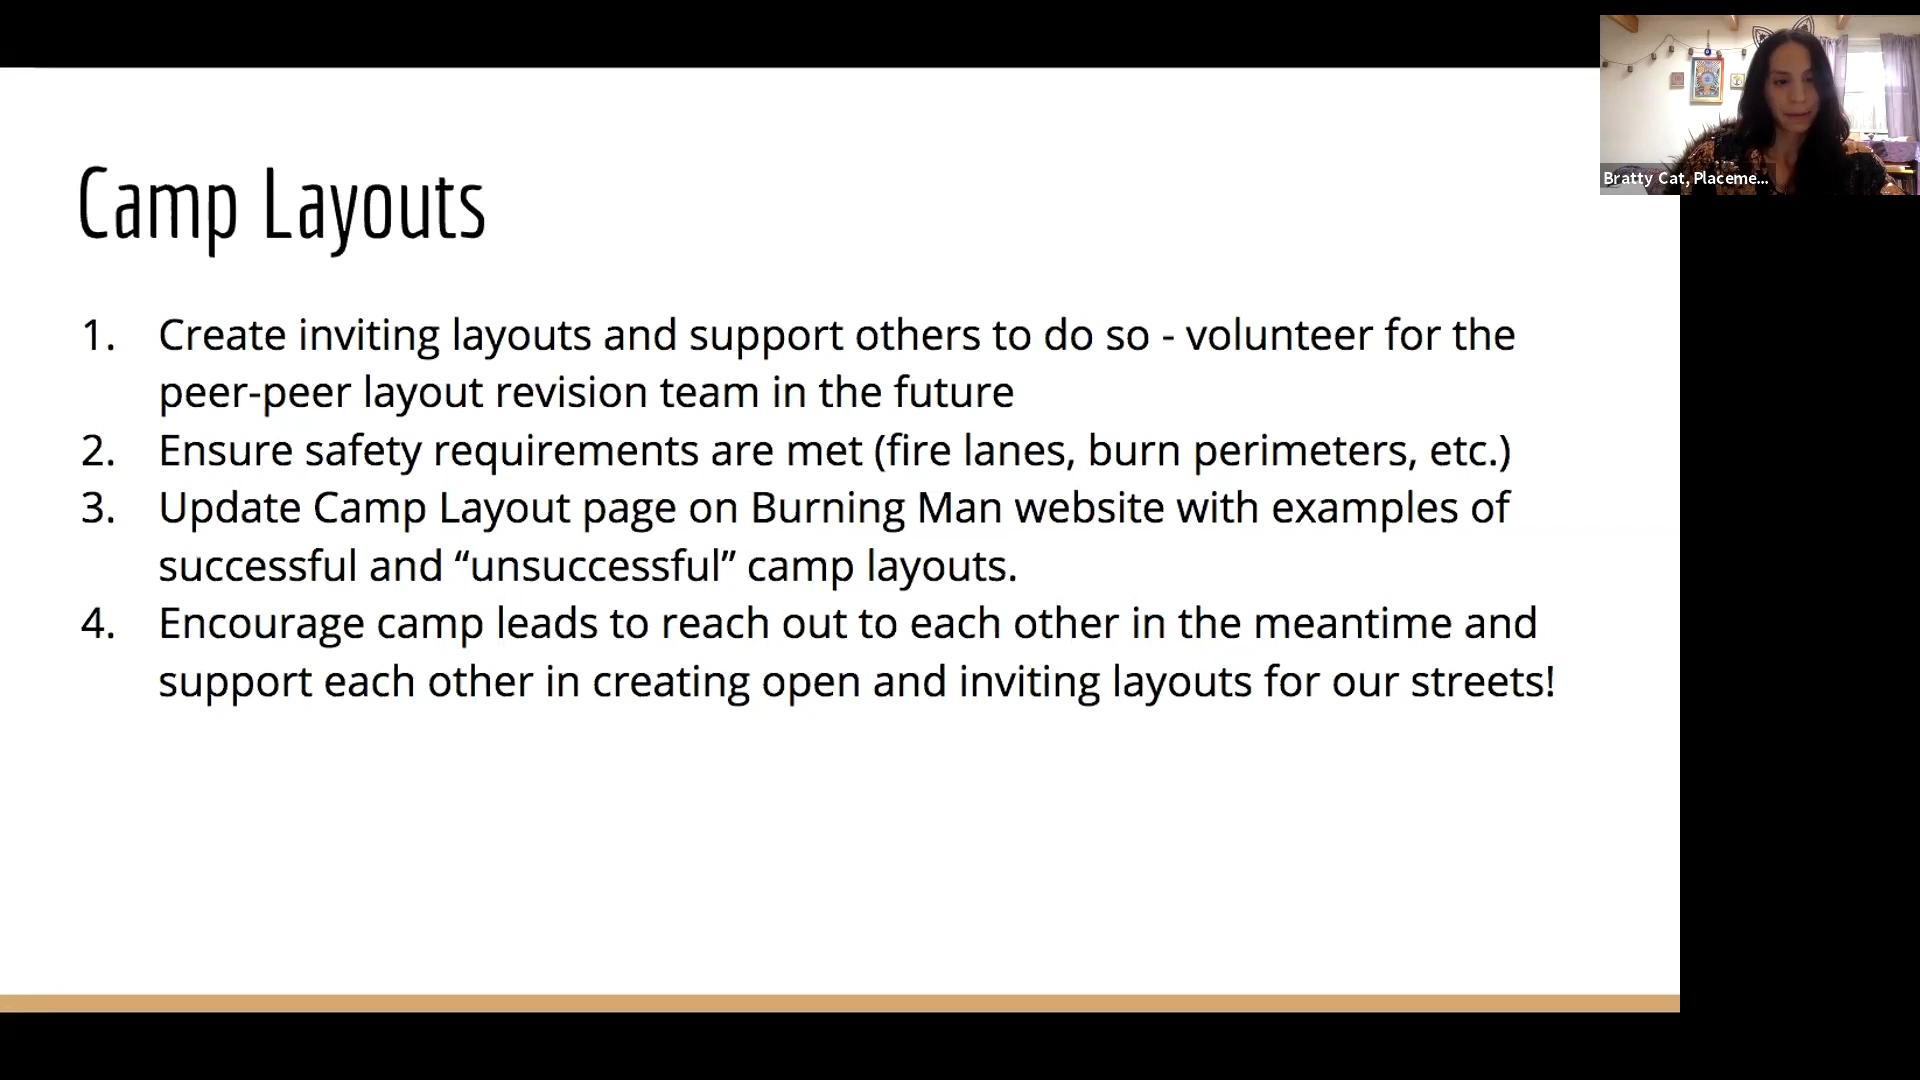 Camp Layouts
1. Create inviting layouts and support others to do so - volunteer for the
peer-peer layout revision team in the future
2. Ensure safety requirements are met (fire lanes, burn perimeters, etc.)
3. Update Camp Layout page on Burning Man website with examples of
successful and “unsuccessful” camp layouts.
4. Encourage camp leads to reach out to each other in the meantime and
support each other in creating open and inviting layouts for our streets!
Bratty Cat, Placeme...